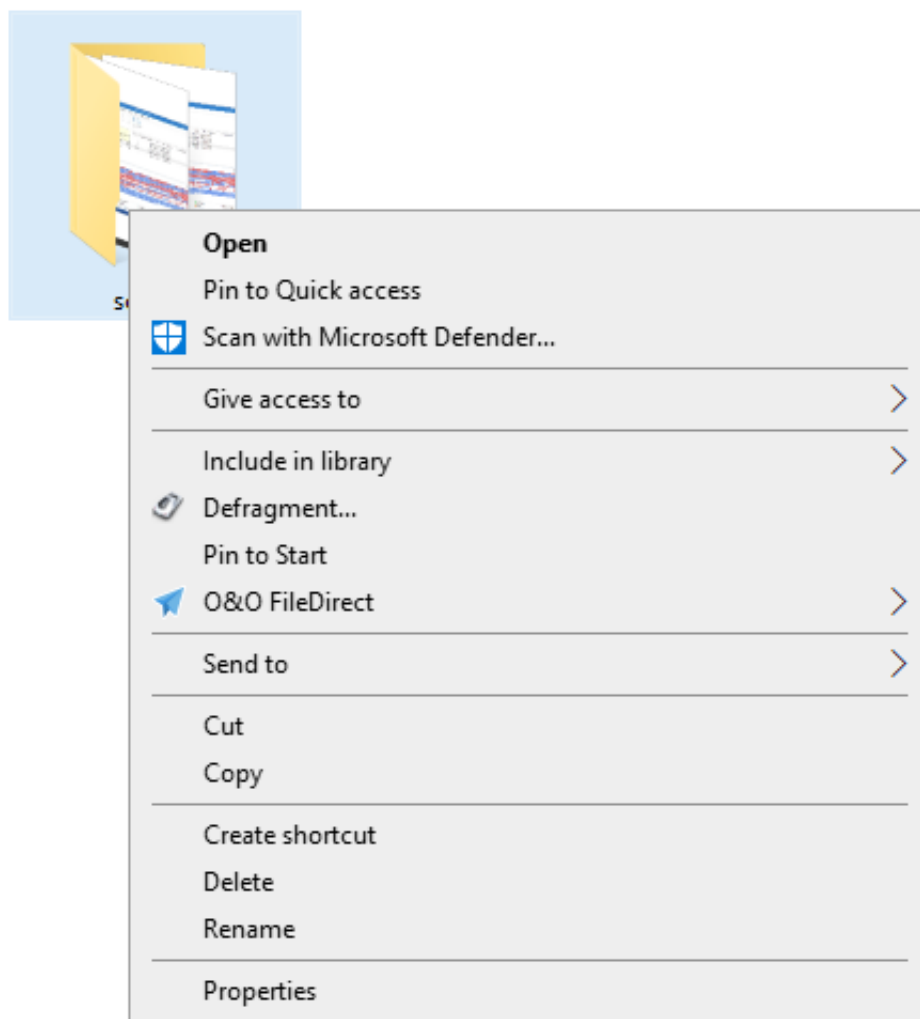 Open
Pin to Quick access
Scan with Microsoft Defender...
Give access to
Include in library
Defragment...
Pin to Start
O&O FileDirect
Send to
Cut
Copy
Create shortcut
Delete
Rename
Properties